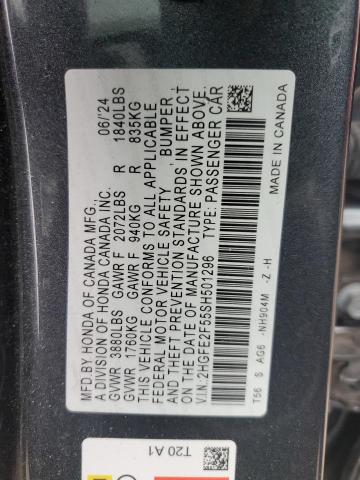 MFD.BY HONDA OF CANADA MFG., 06/'24
A DIVISION OF HONDA CANADA INC.
GVWR 3880LBS GAWR F 2072LBS R 1840LBS
GVWR 1760KG GAWR F 940KG R 835KG
THIS VEHICLE CONFORMS TO ALL APPLICABLE
FEDERAL MOTOR VEHICLE SAFETY , BUMPER ,
AND THEFT PREVENTION STANDARDS IN EFFECT
ON THE DATE OF MANUFACTURE SHOWN ABOVE.
V.I.N: 2HGFE2F55SH501296 TYPE: PASSENGER CAR
T56 S AG6 -NH904M -Z -H MADE IN CANADA
T20 A1